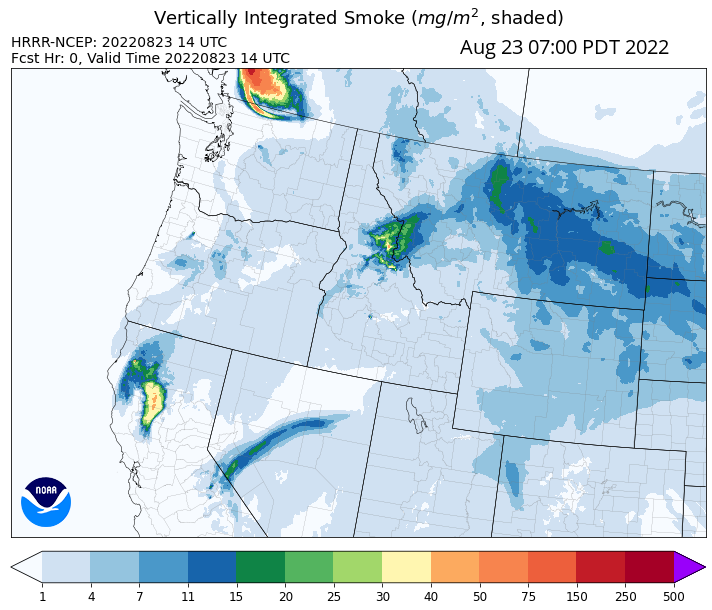 Vertically Integrated Smoke (mg/m², shaded)
HRRR-NCEP: 20220823 14 UTC
Aug 23 07:00 PDT 2022
Fcst Hr: 0, Valid Time 20220823 14 UTC
NOAA
1 4 7 11 15 20 25 30 40 50 75 150 250 500